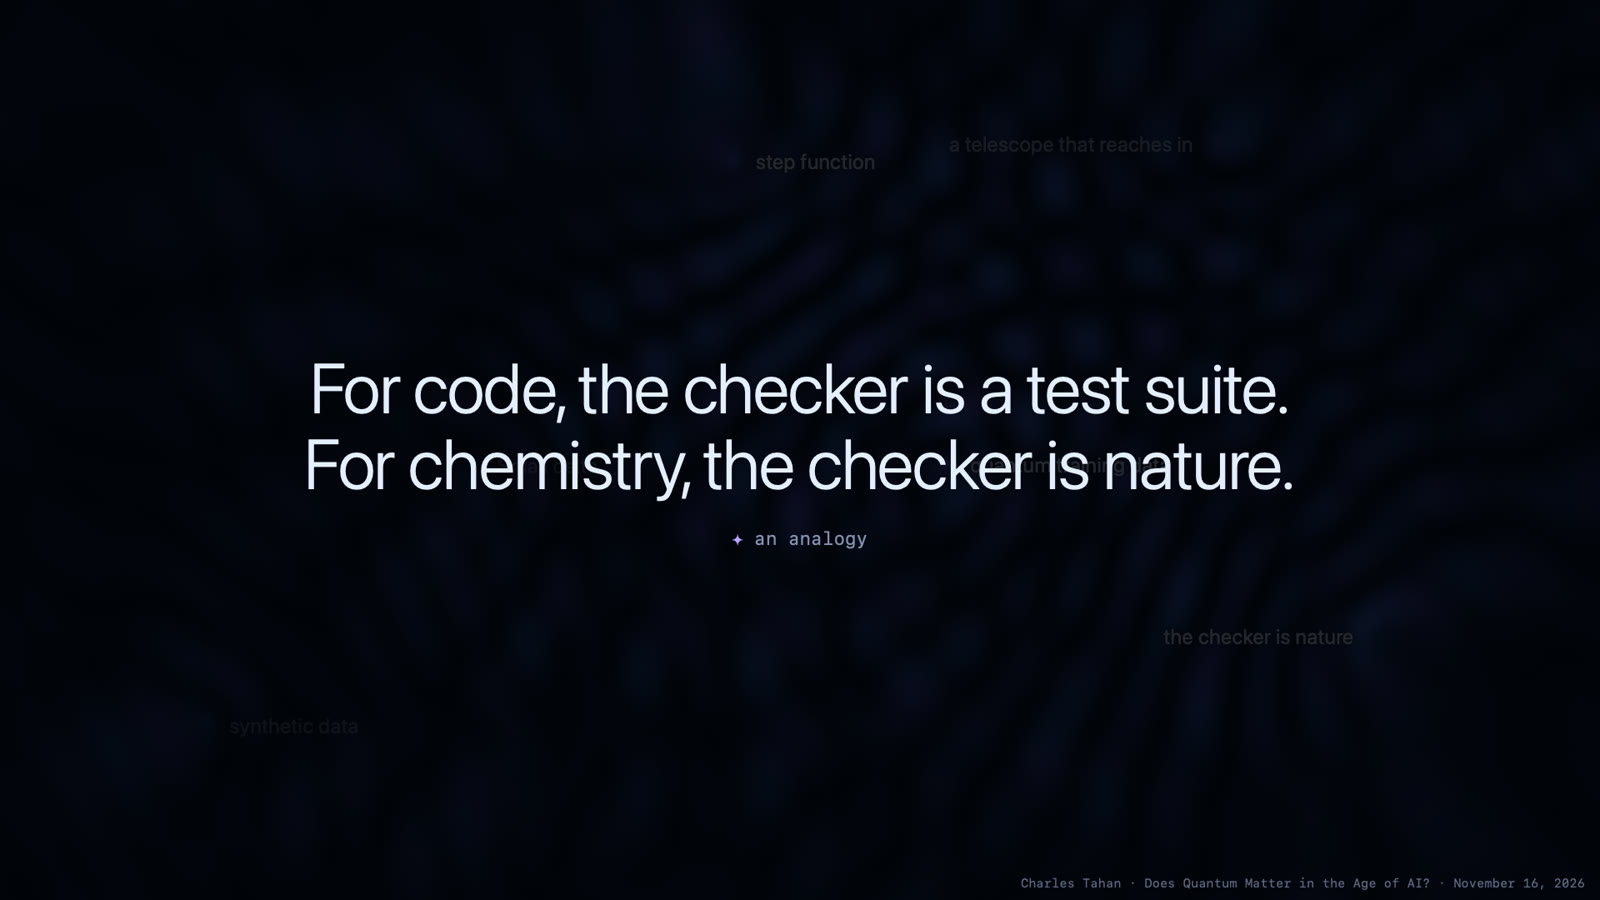 a telescope that reaches in
step function
For code, the checker is a test suite.
For chemistry, the checker is nature.
✦ an analogy
the checker is nature
synthetic data
Charles Tahan · Does Quantum Matter in the Age of AI? · November 16, 2026